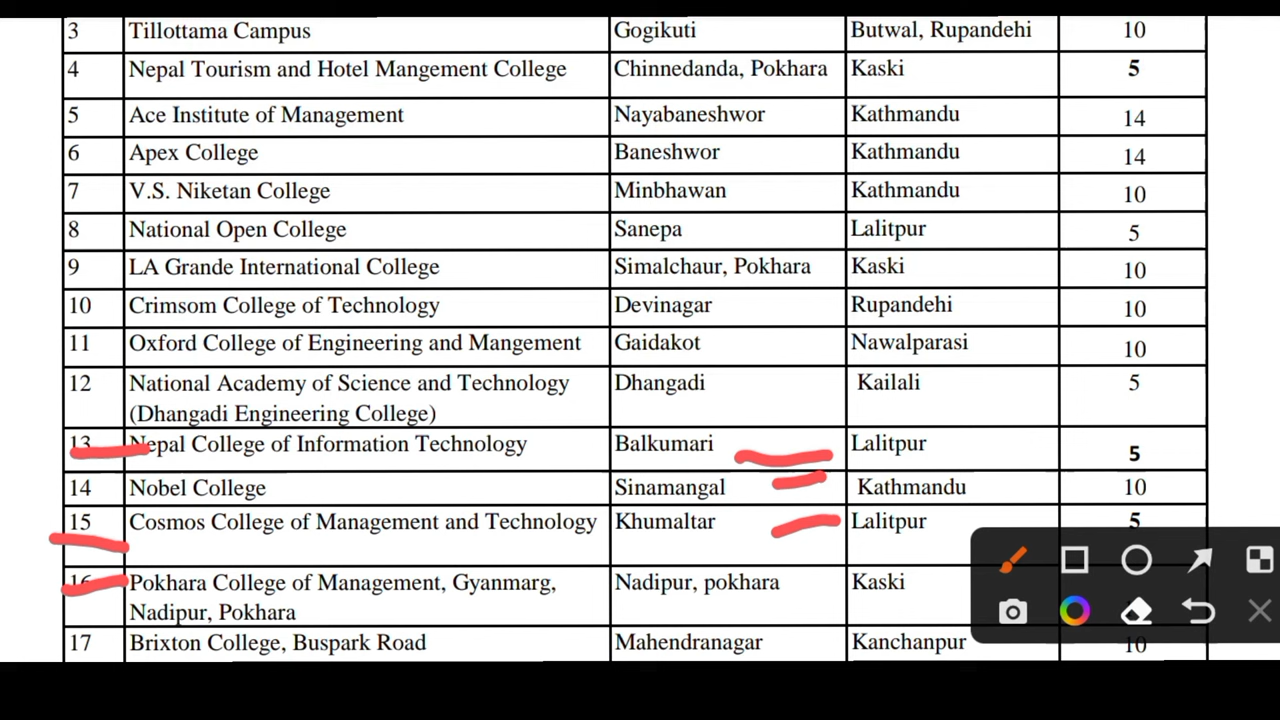 3 Tillottama Campus Gogikuti Butwal, Rupandehi 10
4 Nepal Tourism and Hotel Mangement College Chinnedanda, Pokhara Kaski 5
5 Ace Institute of Management Nayabaneshwor Kathmandu 14
6 Apex College Baneshwor Kathmandu 14
7 V.S. Niketan College Minbhawan Kathmandu 10
8 National Open College Sanepa Lalitpur 5
9 LA Grande International College Simalchaur, Pokhara Kaski 10
10 Crimsom College of Technology Devinagar Rupandehi 10
11 Oxford College of Engineering and Mangement Gaidakot Nawalparasi 10
12 National Academy of Science and Technology Dhangadi Kailali 5
(Dhangadi Engineering College)
13 Nepal College of Information Technology Balkumari Lalitpur 5
14 Nobel College Sinamangal Kathmandu 10
15 Cosmos College of Management and Technology Khumaltar Lalitpur 5
16 Pokhara College of Management, Gyanmarg, Nadipur, pokhara Kaski
Nadipur, Pokhara
17 Brixton College, Buspark Road Mahendranagar Kanchanpur 10